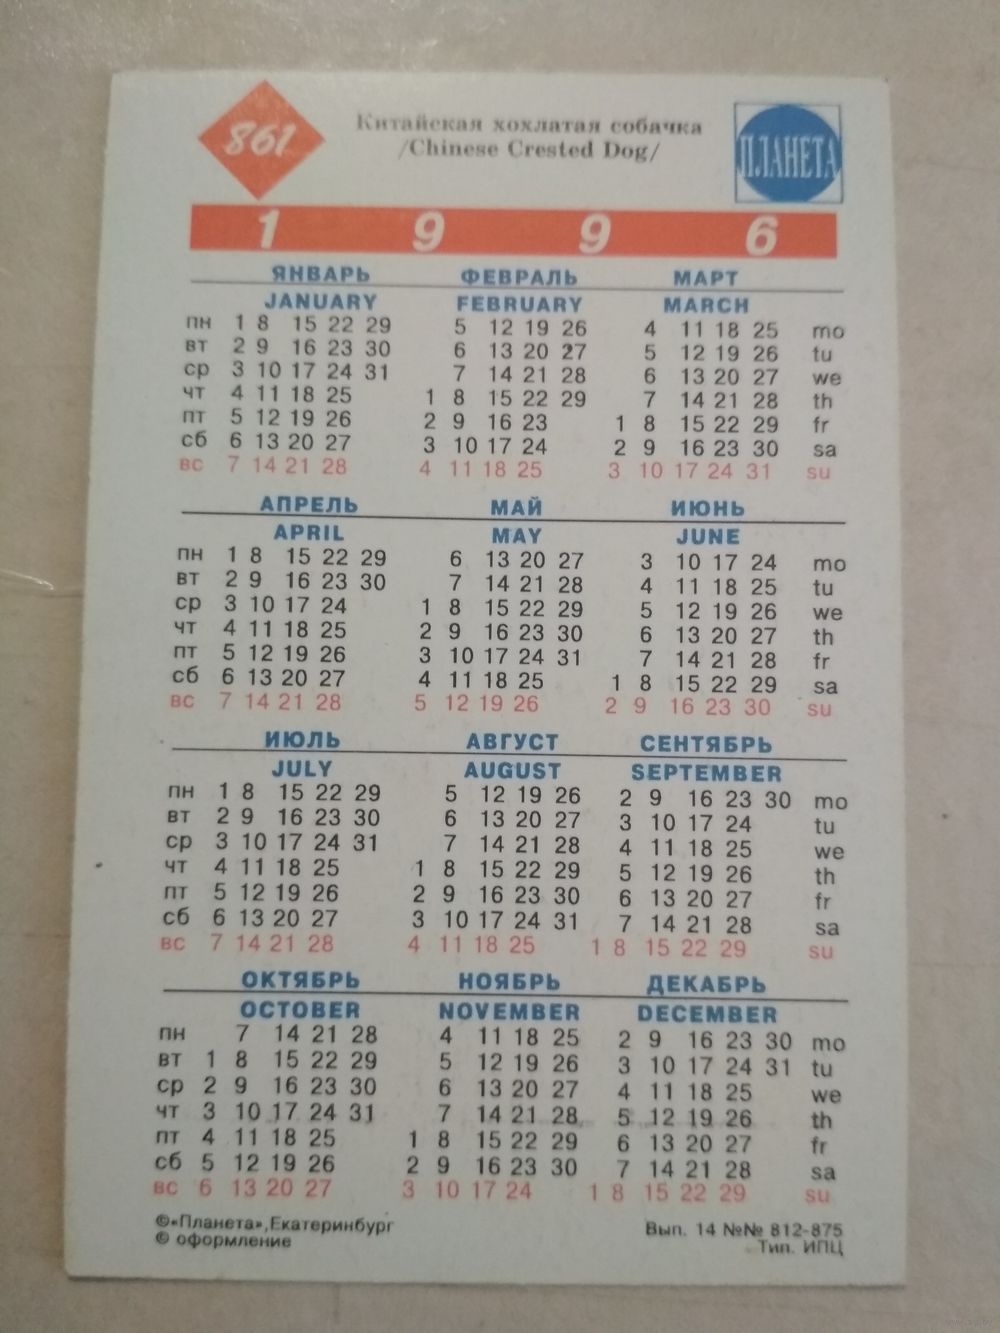 861
Китайская хохлатая собачка
/Chinese Crested Dog/
ПЛАНЕТА
1 9 9 6
ЯНВАРЬ ФЕВРАЛЬ МАРТ
JANUARY FEBRUARY MARCH
пн 1 8 15 22 29 5 12 19 26 4 11 18 25 mo
вт 2 9 16 23 30 6 13 20 27 5 12 19 26 tu
ср 3 10 17 24 31 7 14 21 28 6 13 20 27 we
чт 4 11 18 25 1 8 15 22 29 7 14 21 28 th
пт 5 12 19 26 2 9 16 23 1 8 15 22 29 fr
сб 6 13 20 27 3 10 17 24 2 9 16 23 30 sa
вс 7 14 21 28 4 11 18 25 3 10 17 24 31 su
АПРЕЛЬ МАЙ ИЮНЬ
APRIL MAY JUNE
пн 1 8 15 22 29 6 13 20 27 3 10 17 24 mo
вт 2 9 16 23 30 7 14 21 28 4 11 18 25 tu
ср 3 10 17 24 1 8 15 22 29 5 12 19 26 we
чт 4 11 18 25 2 9 16 23 30 6 13 20 27 th
пт 5 12 19 26 3 10 17 24 31 7 14 21 28 fr
сб 6 13 20 27 4 11 18 25 1 8 15 22 29 sa
вс 7 14 21 28 5 12 19 26 2 9 16 23 30 su
ИЮЛЬ АВГУСТ СЕНТЯБРЬ
JULY AUGUST SEPTEMBER
пн 1 8 15 22 29 5 12 19 26 2 9 16 23 30 mo
вт 2 9 16 23 30 6 13 20 27 3 10 17 24 tu
ср 3 10 17 24 31 7 14 21 28 4 11 18 25 we
чт 4 11 18 25 1 8 15 22 29 5 12 19 26 th
пт 5 12 19 26 2 9 16 23 30 6 13 20 27 fr
сб 6 13 20 27 3 10 17 24 31 7 14 21 28 sa
вс 7 14 21 28 4 11 18 25 1 8 15 22 29 su
ОКТЯБРЬ НОЯБРЬ ДЕКАБРЬ
OCTOBER NOVEMBER DECEMBER
пн 7 14 21 28 4 11 18 25 2 9 16 23 30 mo
вт 1 8 15 22 29 5 12 19 26 3 10 17 24 31 tu
ср 2 9 16 23 30 6 13 20 27 4 11 18 25 we
чт 3 10 17 24 31 7 14 21 28 5 12 19 26 th
пт 4 11 18 25 1 8 15 22 29 6 13 20 27 fr
сб 5 12 19 26 2 9 16 23 30 7 14 21 28 sa
вс 6 13 20 27 3 10 17 24 1 8 15 22 29 su
©«Планета»,Екатеринбург
© оформление
Вып. 14 №№ 812-875
Тип. ИПЦ